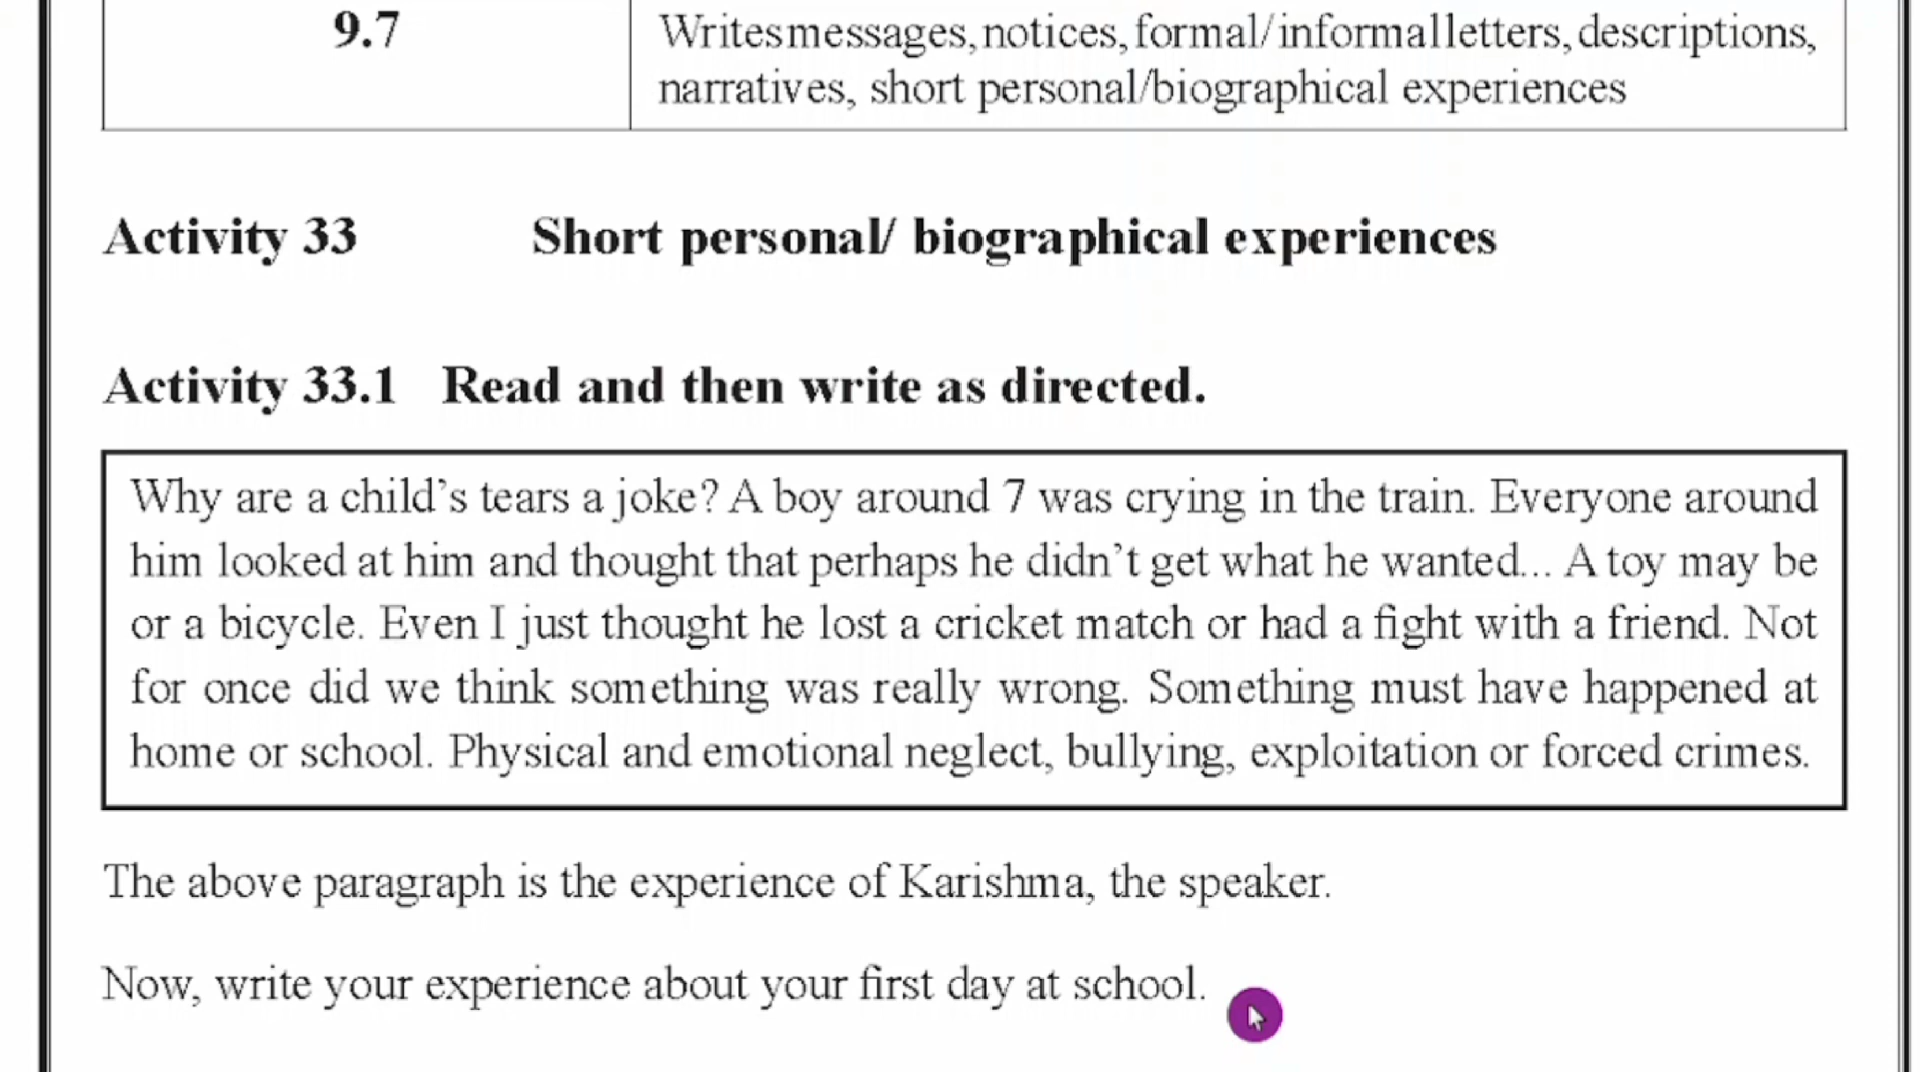 9.7
Writes messages, notices, formal/ informal letters, descriptions,
narratives, short personal/biographical experiences
Activity 33 Short personal/ biographical experiences
Activity 33.1 Read and then write as directed.
Why are a child’s tears a joke? A boy around 7 was crying in the train. Everyone around
him looked at him and thought that perhaps he didn’t get what he wanted... A toy may be
or a bicycle. Even I just thought he lost a cricket match or had a fight with a friend. Not
for once did we think something was really wrong. Something must have happened at
home or school. Physical and emotional neglect, bullying, exploitation or forced crimes.
The above paragraph is the experience of Karishma, the speaker.
Now, write your experience about your first day at school.